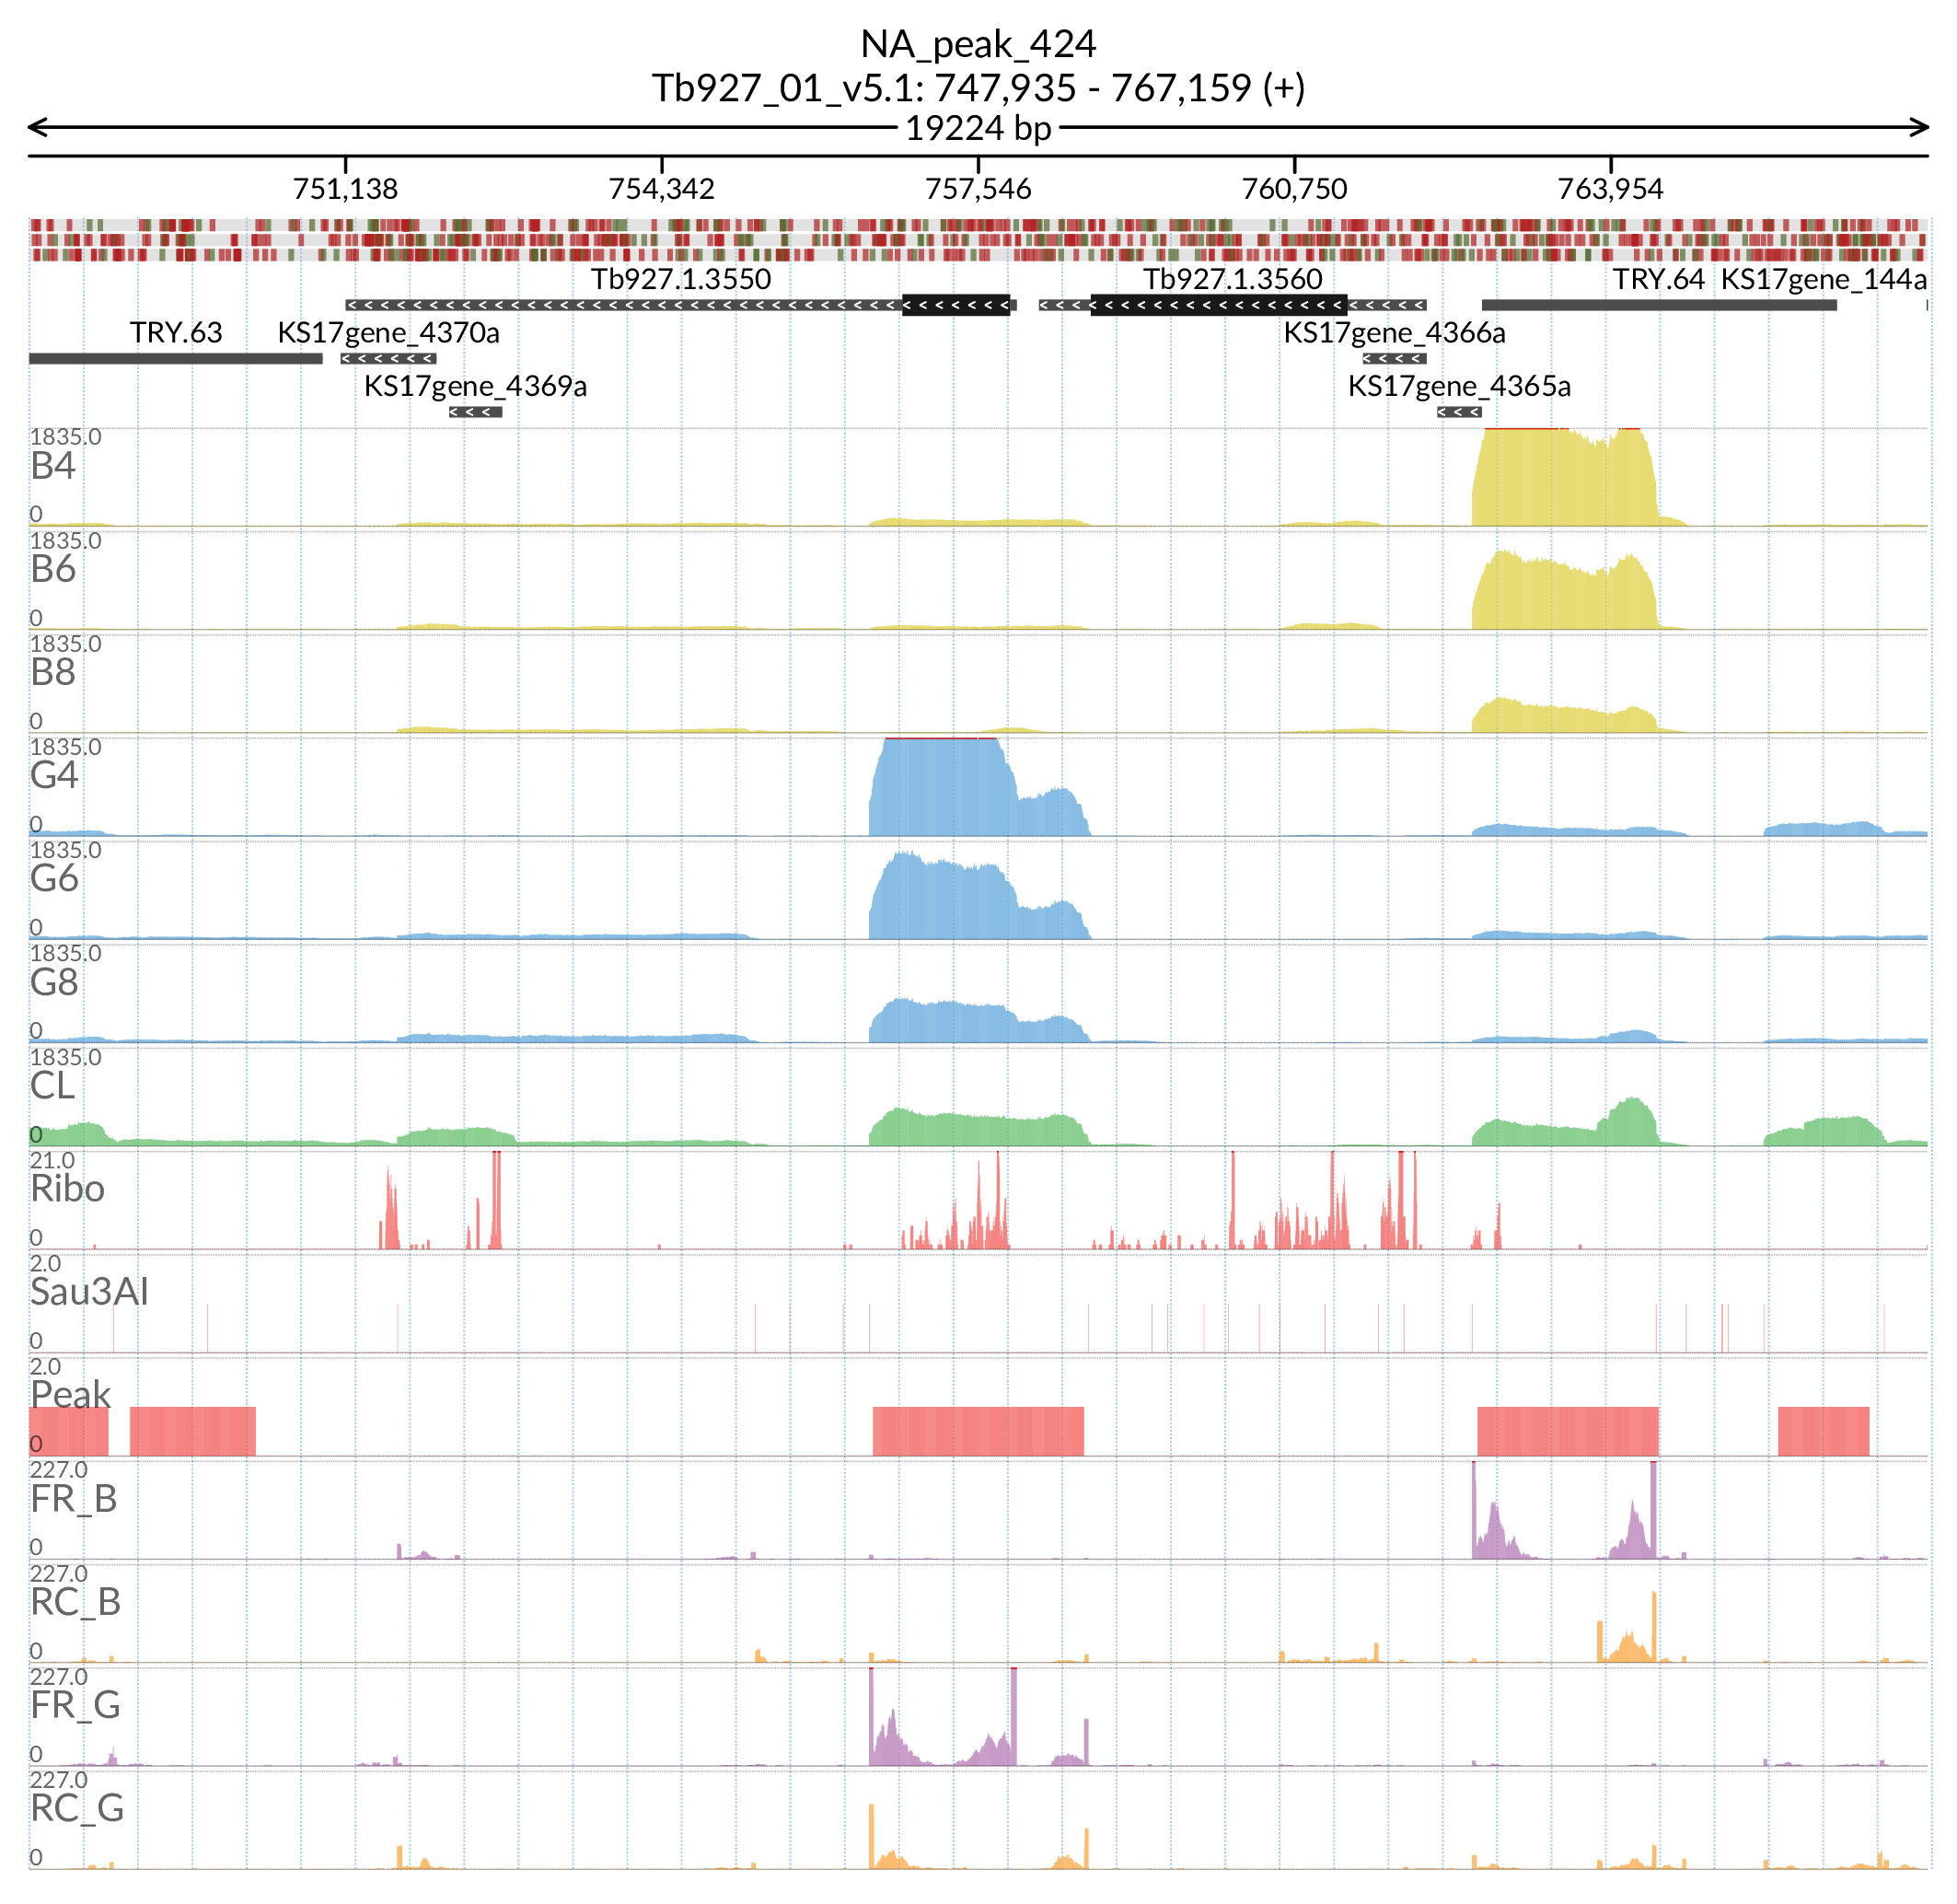 NA_peak_424
Tb927_01_v5.1: 747,935 - 767,159 (+)
19224 bp
751,138 754,342 757,546 760,750 763,954
Tb927.1.3550 Tb927.1.3560 TRY.64 KS17gene_144a
TRY.63 KS17gene_4370a KS17gene_4366a
KS17gene_4369a KS17gene_4365a
1835.0
B4
0
1835.0
B6
0
1835.0
B8
0
1835.0
G4
0
1835.0
G6
0
1835.0
G8
0
1835.0
CL
0
21.0
Ribo
0
2.0
Sau3AI
0
2.0
Peak
0
227.0
FR_B
0
227.0
RC_B
0
227.0
FR_G
0
227.0
RC_G
0